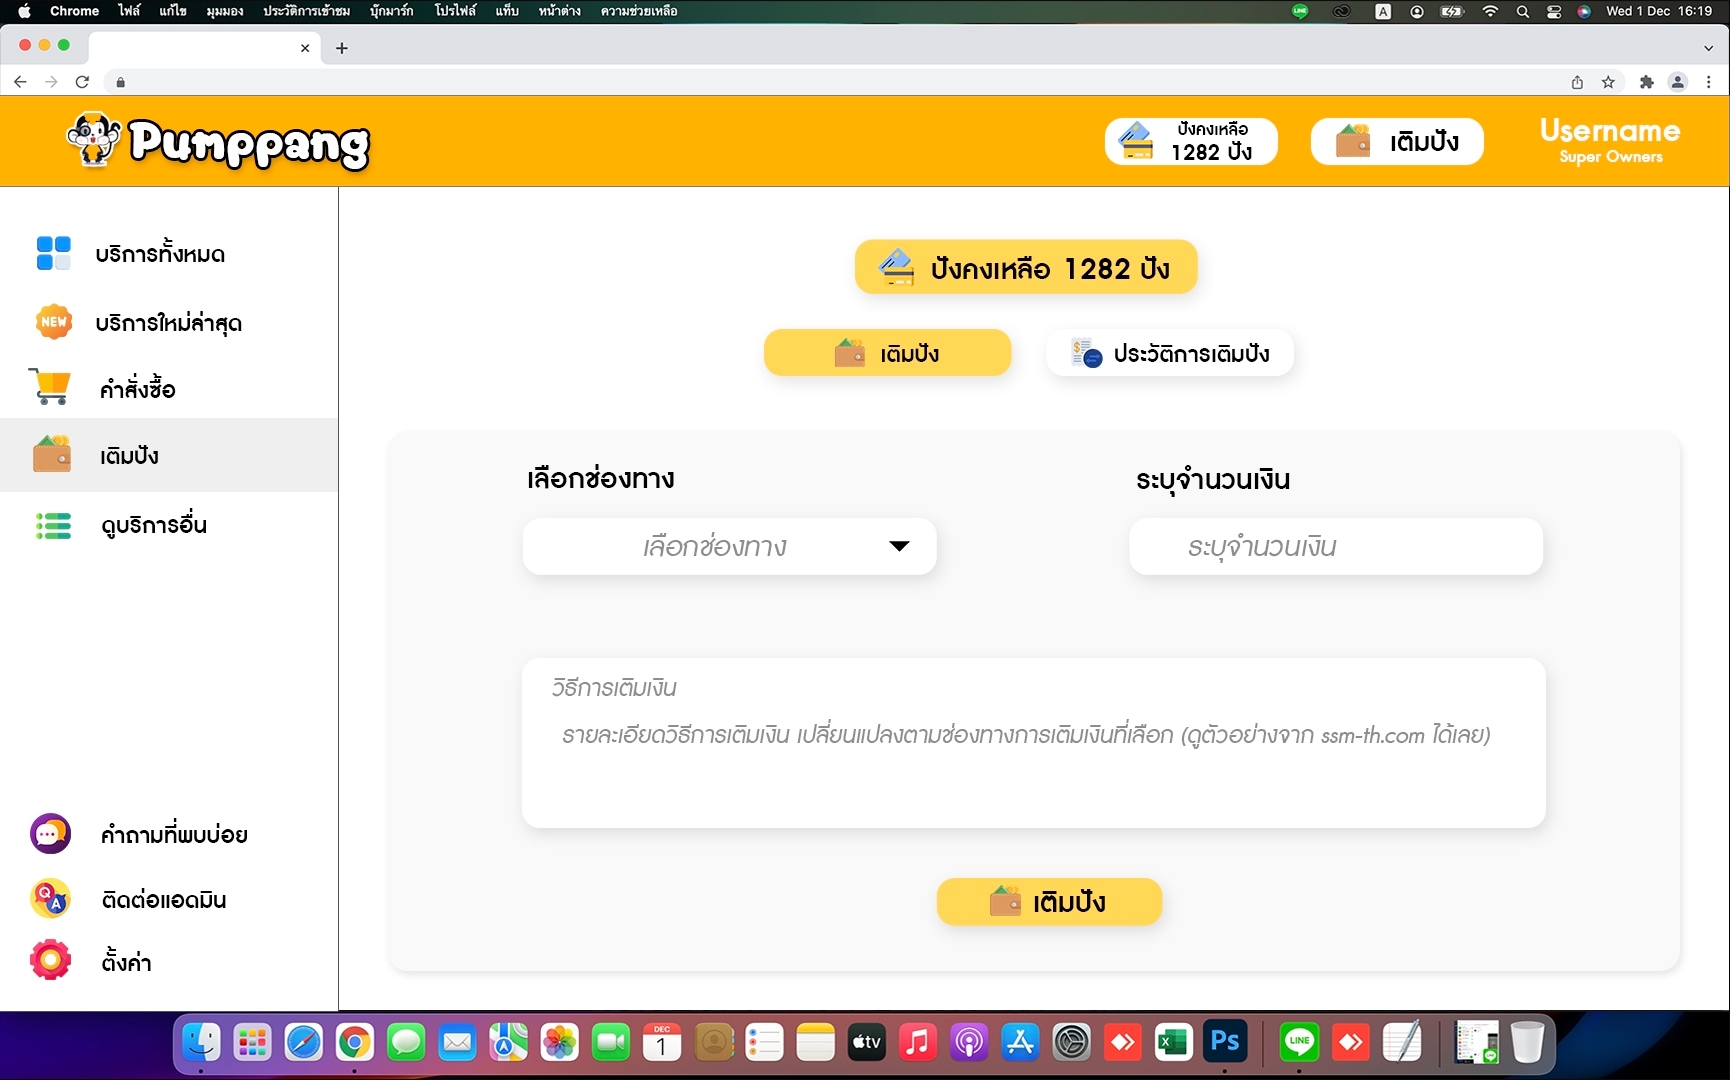 Chrome ไฟล์ แก้ไข มุมมอง ประวัติการเข้าชม บุ๊กมาร์ก โปรไฟล์ แท็บ หน้าต่าง ความช่วยเหลือ
LINE A Wed 1 Dec 16:19
Pumppang
ปังคงเหลือ
1282 ปัง
เติมปัง
Username
Super Owners
บริการทั้งหมด
NEW บริการใหม่ล่าสุด
คำสั่งซื้อ
เติมปัง
ดูบริการอื่น
คำถามที่พบบ่อย
Q A ติดต่อแอดมิน
ตั้งค่า
ปังคงเหลือ 1282 ปัง
เติมปัง
ประวัติการเติมปัง
เลือกช่องทาง
ระบุจำนวนเงิน
เลือกช่องทาง
ระบุจำนวนเงิน
วิธีการเติมเงิน
รายละเอียดวิธีการเติมเงิน เปลี่ยนแปลงตามช่องทางการเติมเงินที่เลือก (ดูตัวอย่างจาก ssm-th.com ได้เลย)
เติมปัง
DEC
1
tv
X
Ps
LINE